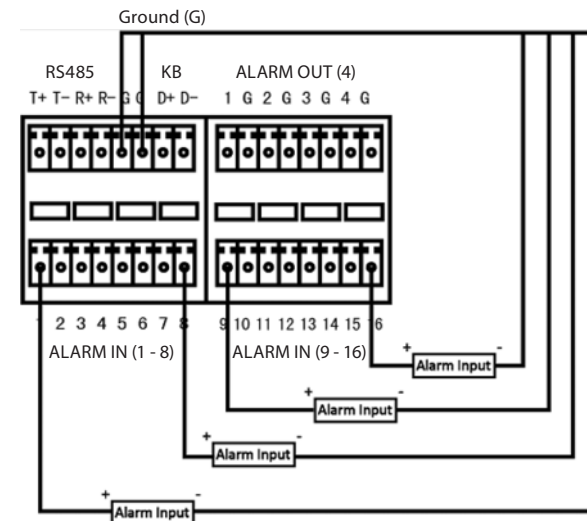 Ground (G)
RS485 KB ALARM OUT (4)
T+ T- R+ R- G G D+ D- 1 G 2 G 3 G 4 G
1 2 3 4 5 6 7 8 9 10 11 12 13 14 15 16
ALARM IN (1 - 8) ALARM IN (9 - 16)
+ -
Alarm Input
+ -
Alarm Input
+ -
Alarm Input
+ -
Alarm Input